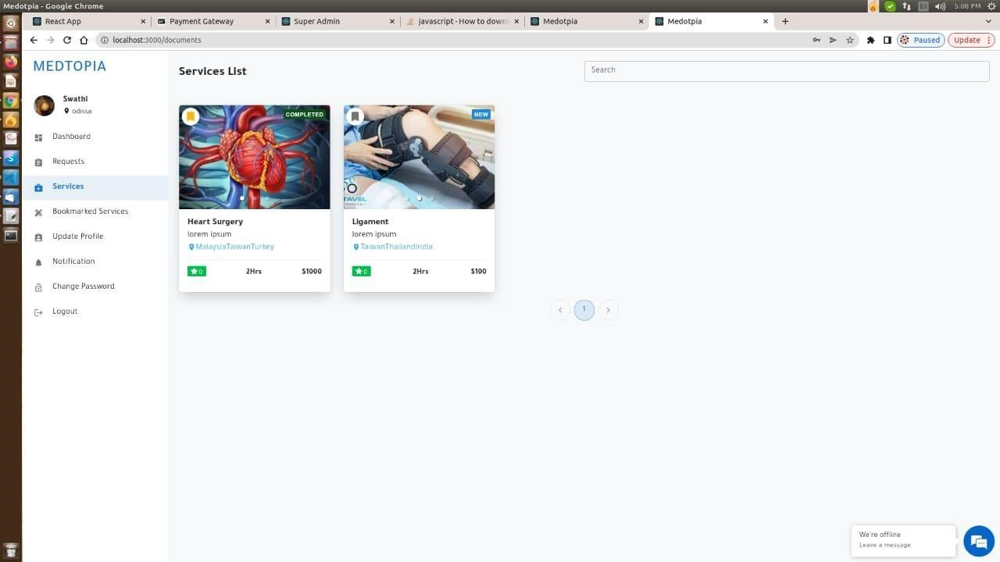 Medotpia - Google Chrome
En
5:08 PM
React App
Payment Gateway
Super Admin
javascript - How to downl
Medotpia
Medotpia
localhost:3000/documents
Paused
Update
MEDTOPIA
Swathi
odissa
Dashboard
Requests
Services
Bookmarked Services
Update Profile
Notification
Change Password
Logout
Services List
Search
COMPLETED
Heart Surgery
lorem ipsum
MalaysiaTaiwanTurkey
0
2Hrs
$1000
NEW
TAVEL
Ligament
lorem ipsum
TaiwanThailandIndia
0
2Hrs
$100
1
We're offline
Leave a message